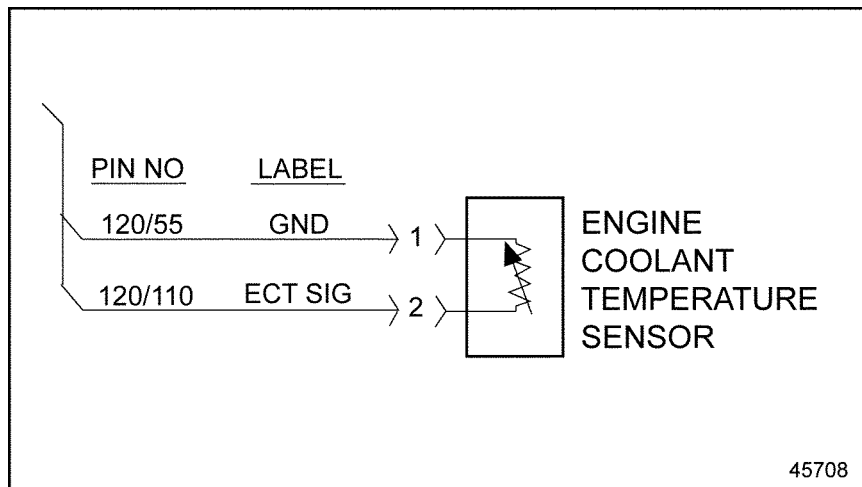 PIN NO LABEL
120/55 GND 1
120/110 ECT SIG 2
ENGINE
COOLANT
TEMPERATURE
SENSOR
45708